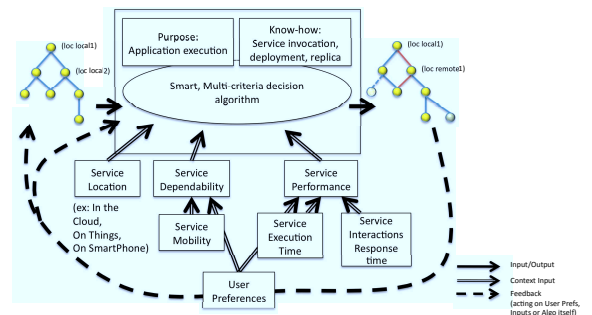 Purpose:
Application execution
Know-how:
Service invocation,
deployment, replica
(loc local1)
(loc local2)
Smart, Multi-criteria decision
algorithm
(loc local1)
(loc remote1)
Service
Location
Service
Dependability
Service
Performance
(ex: In the
Cloud,
On Things,
On SmartPhone)
Service
Mobility
Service
Execution
Time
Service
Interactions
Response
time
User
Preferences
Input/Output
Context Input
Feedback
(acting on User Prefs,
Inputs or Algo itself)